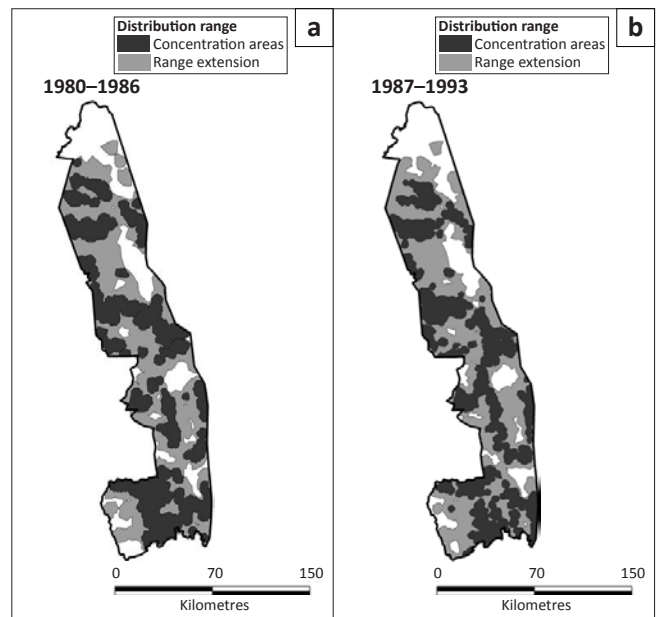 Distribution range
Concentration areas
Range extension
a
1980–1986
0 70 150
Kilometres
Distribution range
Concentration areas
Range extension
b
1987–1993
0 70 150
Kilometres